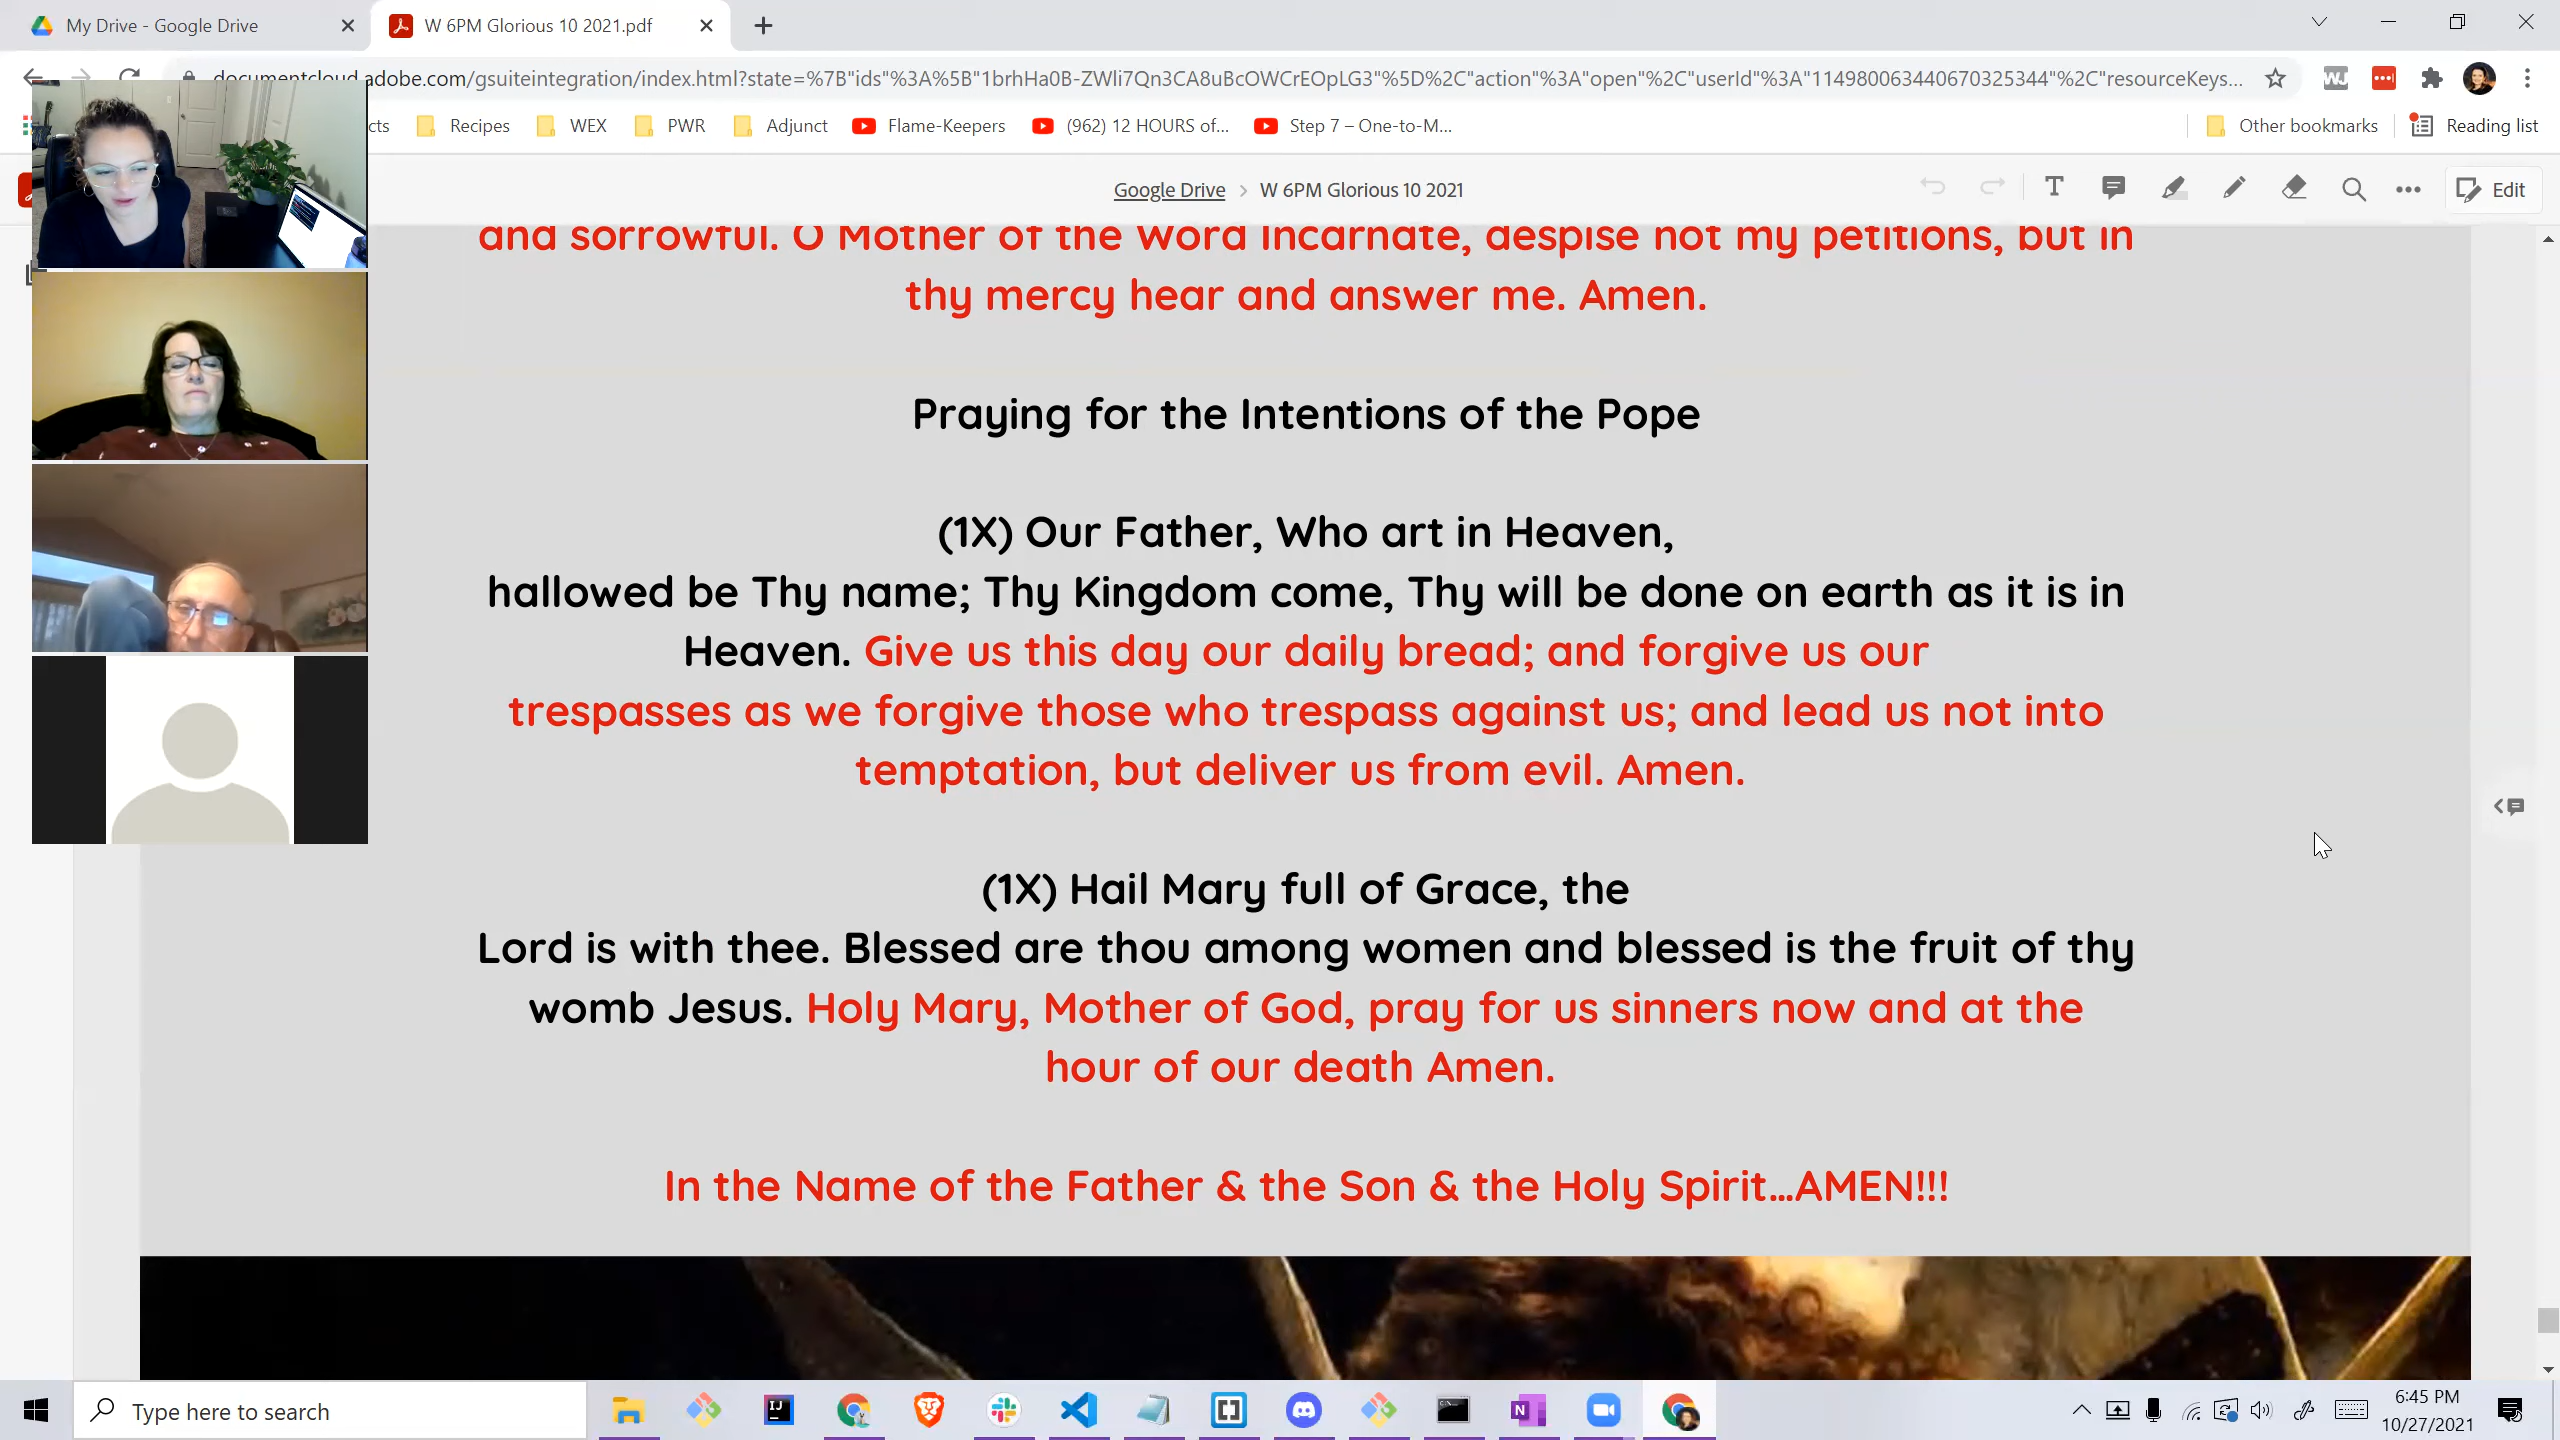 My Drive - Google Drive
W 6PM Glorious 10 2021.pdf
documentcloud.adobe.com/gsuiteintegration/index.html?state=%7B"ids"%3A%5B"1brhHa0B-ZWli7Qn3CA8uBcOWCrEOpLG3"%5D%2C"action"%3A"open"%2C"userId"%3A"114980063440670325344"%2C"resourceKeys...
cts
Recipes
WEX
PWR
Adjunct
Flame-Keepers
(962) 12 HOURS of...
Step 7 – One-to-M...
Other bookmarks
Reading list
Google Drive > W 6PM Glorious 10 2021
Edit
and sorrowful. O Mother of the Word Incarnate, despise not my petitions, but in
thy mercy hear and answer me. Amen.
Praying for the Intentions of the Pope
(1X) Our Father, Who art in Heaven,
hallowed be Thy name; Thy Kingdom come, Thy will be done on earth as it is in
Heaven. Give us this day our daily bread; and forgive us our
trespasses as we forgive those who trespass against us; and lead us not into
temptation, but deliver us from evil. Amen.
(1X) Hail Mary full of Grace, the
Lord is with thee. Blessed are thou among women and blessed is the fruit of thy
womb Jesus. Holy Mary, Mother of God, pray for us sinners now and at the
hour of our death Amen.
In the Name of the Father & the Son & the Holy Spirit...AMEN!!!
Type here to search
6:45 PM
10/27/2021